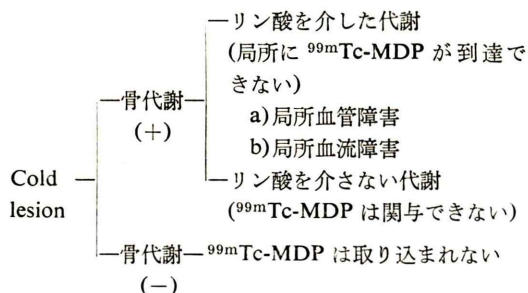 リン酸を介した代謝
(局所に 99mTc-MDP が到達で
きない)
骨代謝
(+)
a)局所血管障害
b)局所血流障害
Cold
lesion
リン酸を介さない代謝
(99mTc-MDP は関与できない)
骨代謝
99mTc-MDP は取り込まれない
(−)